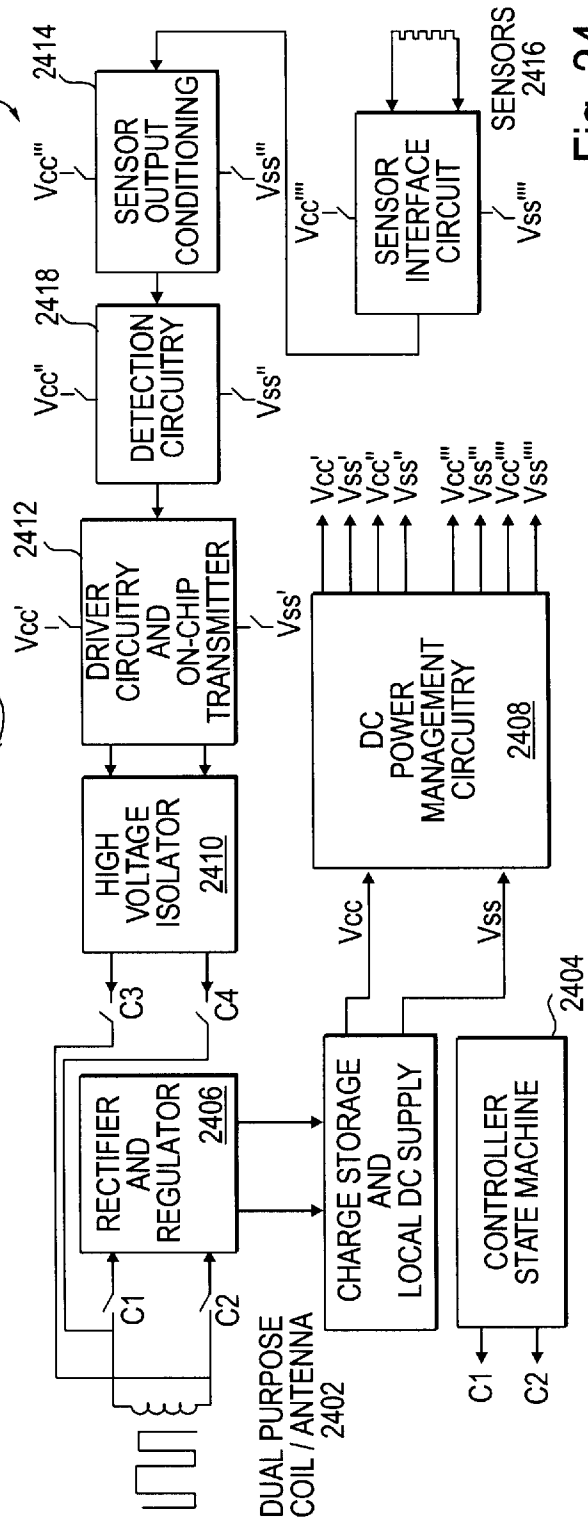 2414
Vcc'''
SENSOR
OUTPUT
CONDITIONING
Vss'''
2418
Vcc''
DETECTION
CIRCUITRY
Vss''
2412
Vcc'
DRIVER
CIRCUITRY
AND
ON-CHIP
TRANSMITTER
Vss'
HIGH
VOLTAGE
ISOLATOR
2410
C3
C4
RECTIFIER
AND
REGULATOR
2406
C1
C2
DUAL PURPOSE
COIL / ANTENNA
2402
CHARGE STORAGE
AND
LOCAL DC SUPPLY
Vcc
Vss
DC
POWER
MANAGEMENT
CIRCUITRY
2408
Vcc'
Vss'
Vcc''
Vss''
Vcc'''
Vss'''
Vcc''''
Vss''''
Vcc''''
SENSOR
INTERFACE
CIRCUIT
Vss''''
SENSORS
2416
2404
CONTROLLER
STATE MACHINE
C1
C2
Fig. 24